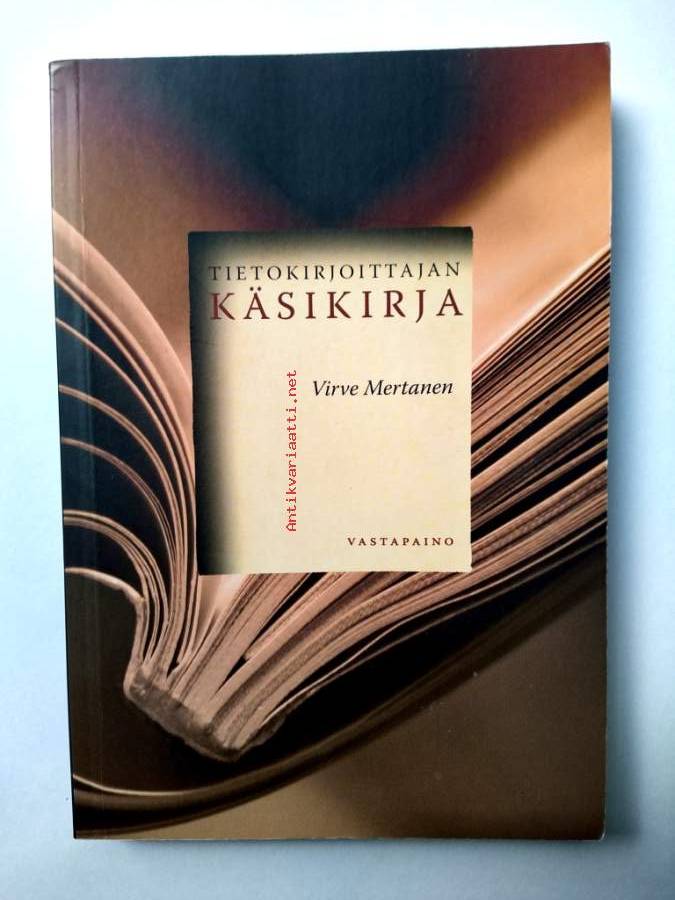 TIETOKIRJOITTAJAN
KÄSIKIRJA
Virve Mertanen
Antikvariaatti.net
VASTAPAINO